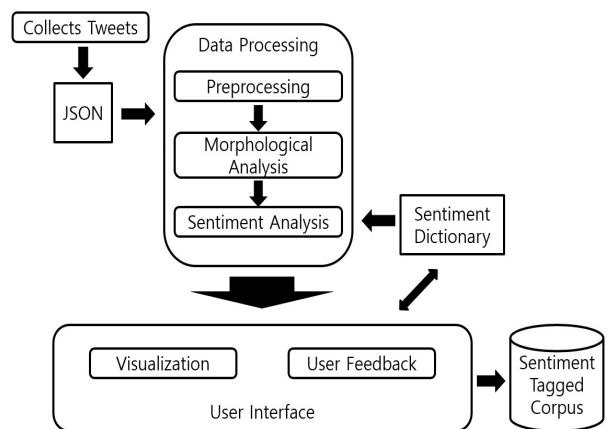 Collects Tweets
JSON
Data Processing
Preprocessing
Morphological
Analysis
Sentiment Analysis
Sentiment
Dictionary
Visualization
User Feedback
User Interface
Sentiment
Tagged
Corpus